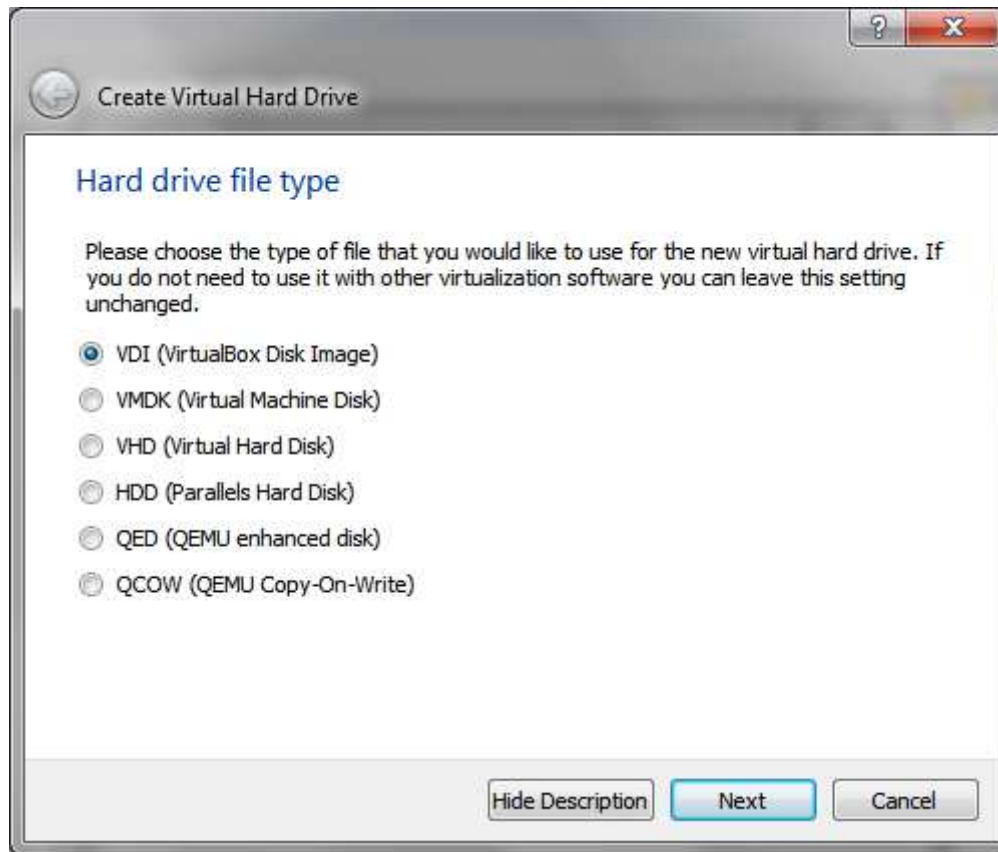 ?
X
Create Virtual Hard Drive
Hard drive file type
Please choose the type of file that you would like to use for the new virtual hard drive. If
you do not need to use it with other virtualization software you can leave this setting
unchanged.
VDI (VirtualBox Disk Image)
VMDK (Virtual Machine Disk)
VHD (Virtual Hard Disk)
HDD (Parallels Hard Disk)
QED (QEMU enhanced disk)
QCOW (QEMU Copy-On-Write)
Hide Description
Next
Cancel